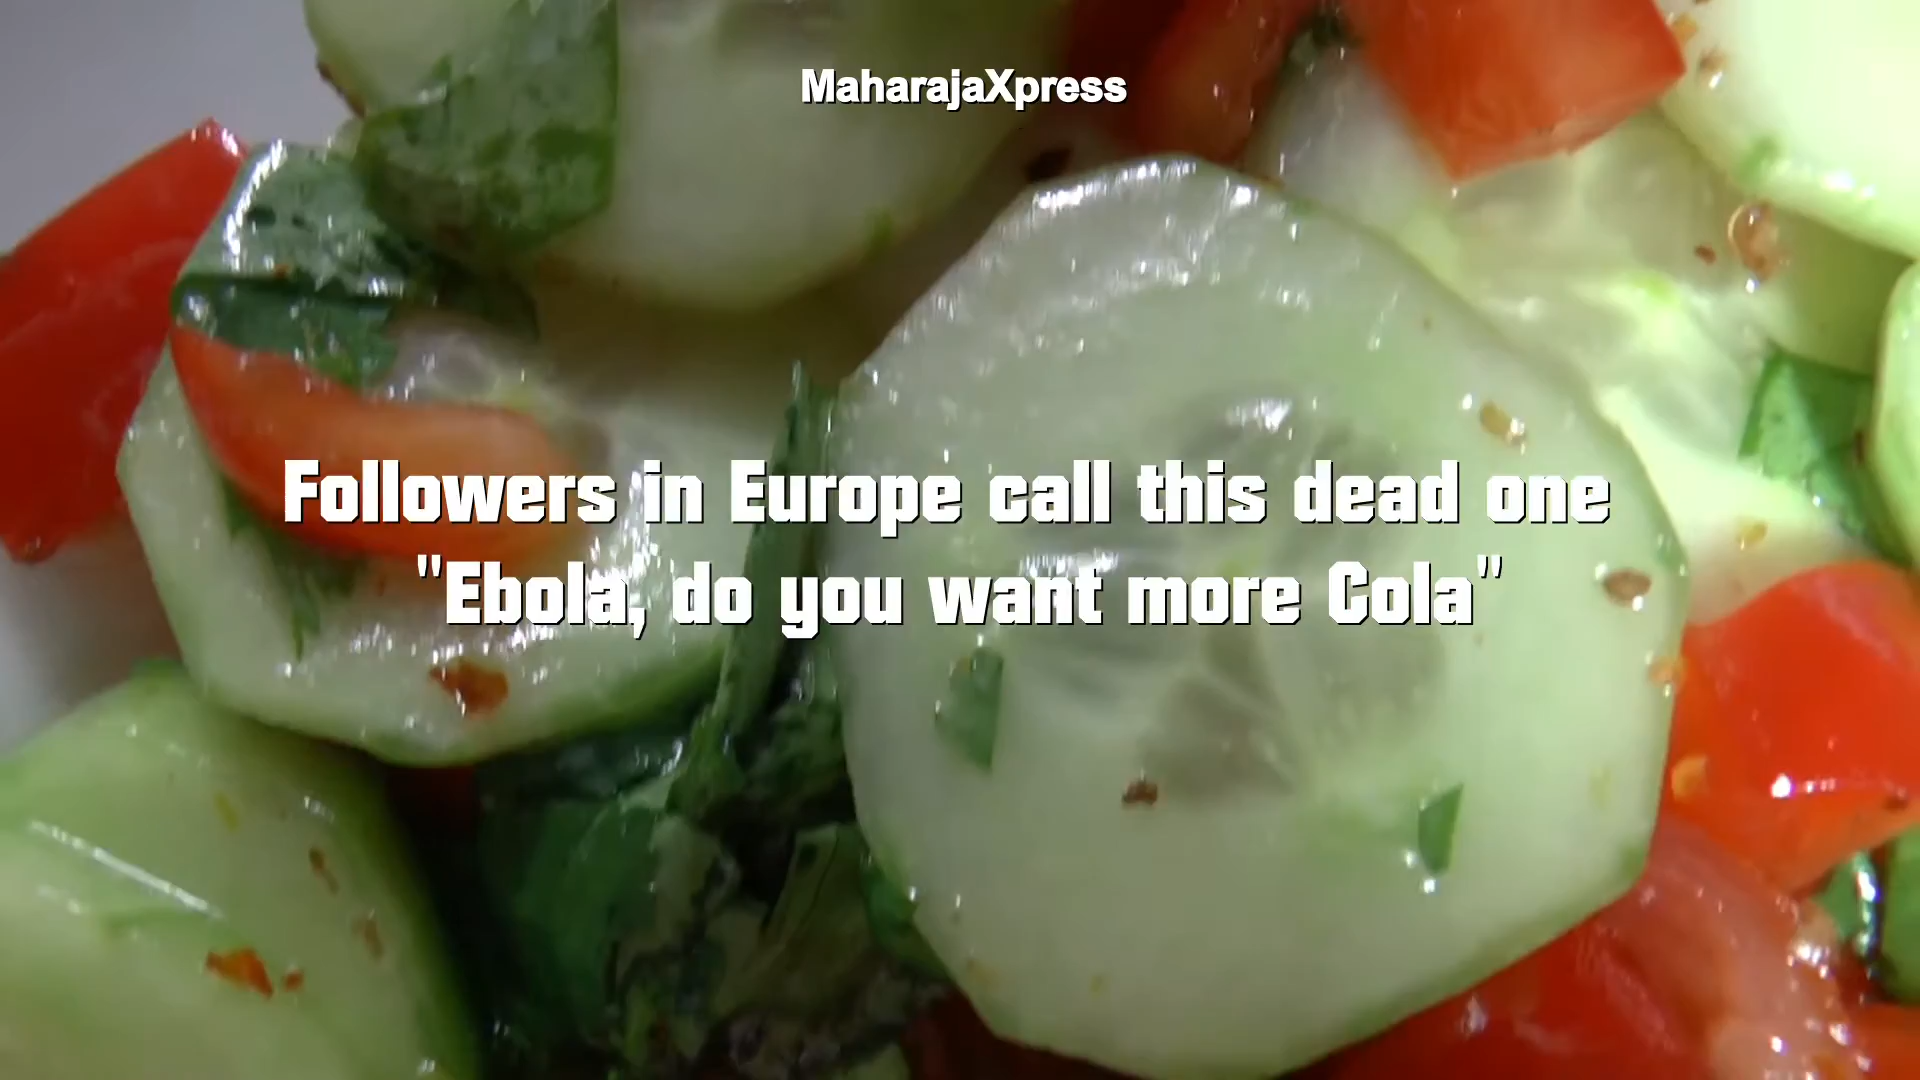 MaharajaXpress
Followers in Europe call this dead one
"Ebola, do you want more Cola"